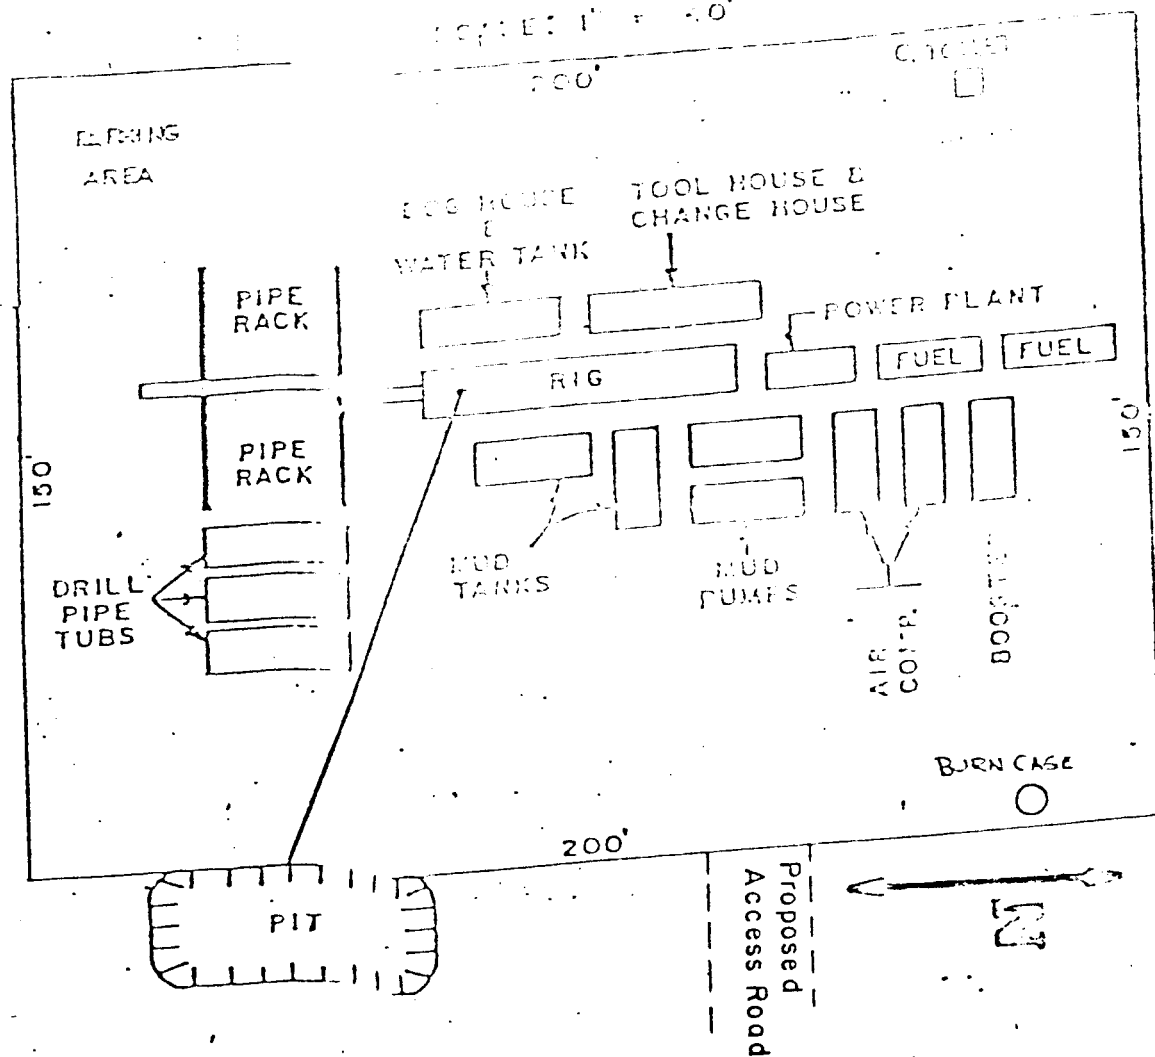 200'
AREA
TOOL HOUSE &
CHANGE HOUSE
WATER TANK
PIPE
RACK
POWER PLANT
RIG
FUEL
FUEL
150'
150'
PIPE
RACK
DRILL
PIPE
TUBS
MUD
TANKS
MUD
PUMPS
AIR
BURN CAGE
200'
PIT
Proposed
Access Road
N